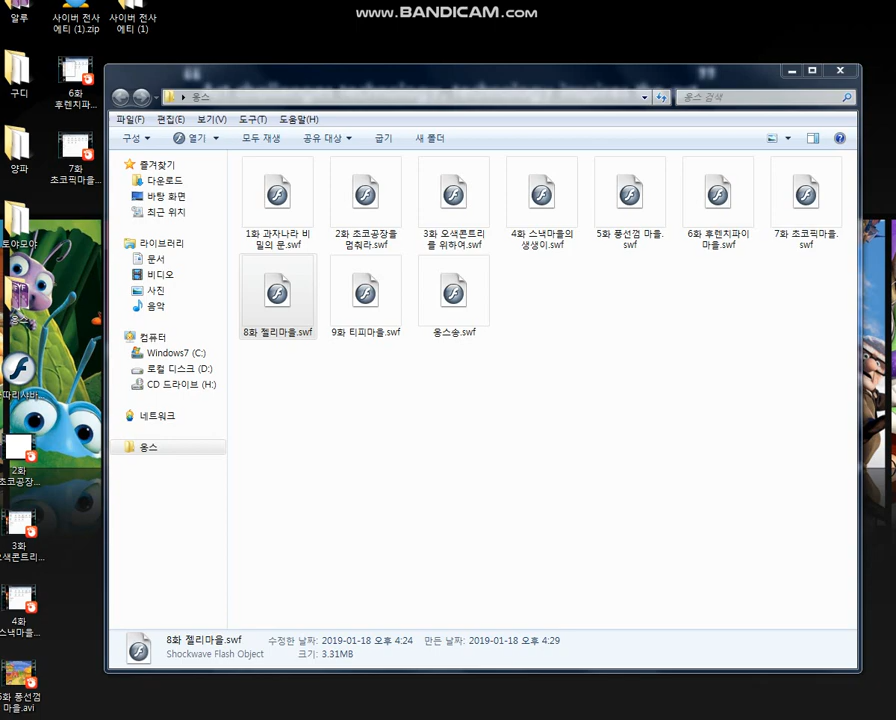 www.BANDICAM.com
알루
사이버 전사
에티 (1).zip
사이버 전사
에티 (1)
구디
6화
후렌치파...
양파
7화
초코픽마을...
토야모야
옹스
2화
초코공장...
3화
오색콘트리...
4화
스낵마을...
5화 풍선껌
마을.avi
옹스
옹스 검색
파일(F) 편집(E) 보기(V) 도구(T) 도움말(H)
구성 열기 모두 재생 공유 대상 굽기 새 폴더
즐겨찾기
다운로드
바탕 화면
최근 위치
라이브러리
문서
비디오
사진
음악
컴퓨터
Windows7 (C:)
로컬 디스크 (D:)
CD 드라이브 (H:)
네트워크
옹스
1화 과자나라 비
밀의 문.swf
2화 초코공장을
멈춰라.swf
3화 오색콘트리
를 위하여.swf
4화 스낵마을의
생생이.swf
5화 풍선껌 마을.
swf
6화 후렌치파이
마을.swf
7화 초코픽마을.
swf
8화 젤리마을.swf
9화 티피마을.swf
옹스송.swf
8화 젤리마을.swf 수정한 날짜: 2019-01-18 오후 4:24 만든 날짜: 2019-01-18 오후 4:29
Shockwave Flash Object 크기: 3.31MB